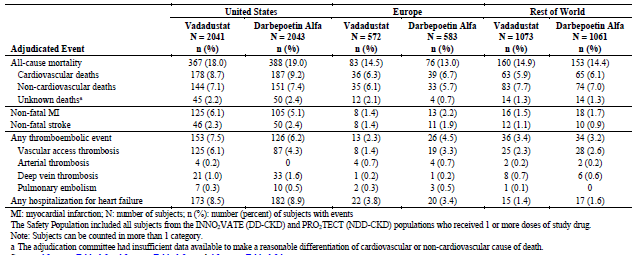 United States Europe Rest of World
Vadadustat Darbepoetin Alfa Vadadustat Darbepoetin Alfa Vadadustat Darbepoetin Alfa
N = 2041 N = 2043 N = 572 N = 583 N = 1073 N = 1061
Adjudicated Event n (%) n (%) n (%) n (%) n (%) n (%)
All-cause mortality 367 (18.0) 388 (19.0) 83 (14.5) 76 (13.0) 160 (14.9) 153 (14.4)
Cardiovascular deaths 178 (8.7) 187 (9.2) 36 (6.3) 39 (6.7) 63 (5.9) 65 (6.1)
Non-cardiovascular deaths 144 (7.1) 151 (7.4) 35 (6.1) 33 (5.7) 83 (7.7) 74 (7.0)
Unknown deathsa 45 (2.2) 50 (2.4) 12 (2.1) 4 (0.7) 14 (1.3) 14 (1.3)
Non-fatal MI 125 (6.1) 105 (5.1) 8 (1.4) 13 (2.2) 16 (1.5) 18 (1.7)
Non-fatal stroke 46 (2.3) 50 (2.4) 8 (1.4) 11 (1.9) 12 (1.1) 10 (0.9)
Any thromboembolic event 153 (7.5) 126 (6.2) 13 (2.3) 26 (4.5) 36 (3.4) 34 (3.2)
Vascular access thrombosis 125 (6.1) 87 (4.3) 8 (1.4) 19 (3.3) 25 (2.3) 28 (2.6)
Arterial thrombosis 4 (0.2) 0 4 (0.7) 4 (0.7) 2 (0.2) 2 (0.2)
Deep vein thrombosis 21 (1.0) 33 (1.6) 1 (0.2) 1 (0.2) 8 (0.7) 6 (0.6)
Pulmonary embolism 7 (0.3) 10 (0.5) 2 (0.3) 3 (0.5) 1 (0.1) 0
Any hospitalization for heart failure 173 (8.5) 182 (8.9) 22 (3.8) 20 (3.4) 15 (1.4) 17 (1.6)
MI: myocardial infarction; N: number of subjects; n (%): number (percent) of subjects with events
The Safety Population included all subjects from the INNO2VATE (DD-CKD) and PRO2TECT (NDD-CKD) populations who received 1 or more doses of study drug.
Note: Subjects can be counted in more than 1 category.
a The adjudication committee had insufficient data available to make a reasonable differentiation of cardiovascular or non-cardiovascular cause of death.